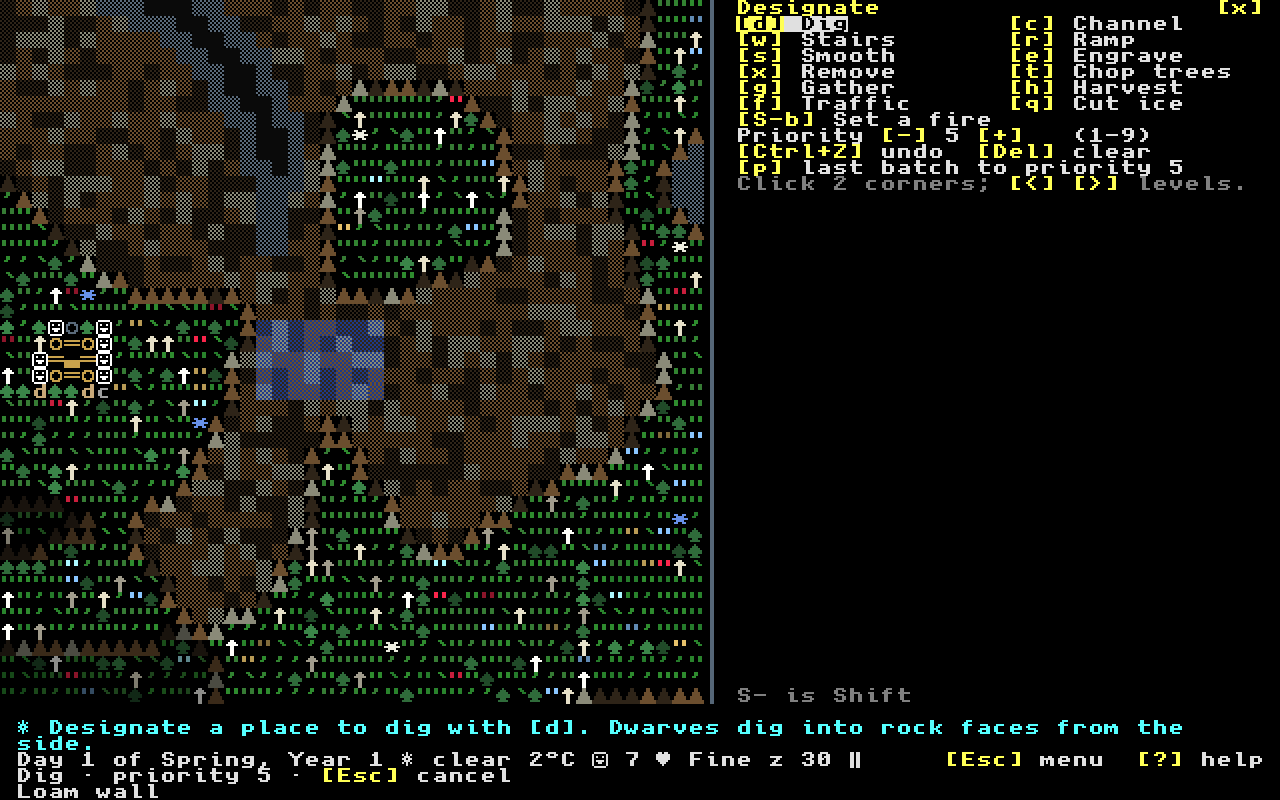 Designate [x]
[d] Dig [c] Channel
[w] Stairs [r] Ramp
[s] Smooth [e] Engrave
[x] Remove [t] Chop trees
[g] Gather [h] Harvest
[f] Traffic [q] Cut ice
[S-b] Set a fire
Priority [-] 5 [+] (1-9)
[Ctrl+Z] undo [Del] clear
[p] last batch to priority 5
Click 2 corners; [<] [>] levels.
S- is Shift
* Designate a place to dig with [d]. Dwarves dig into rock faces from the
side.
Day 1 of Spring, Year 1 * clear 2°C ☺ 7 ♥ Fine z 30 ‖ [Esc] menu [?] help
Dig · priority 5 · [Esc] cancel
Loam wall